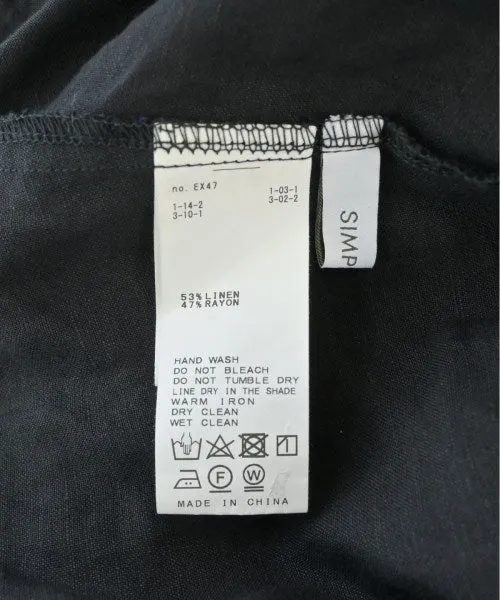 no. EX47
1-14-2 1-03-1
3-10-1 3-02-2
53% LINEN
47% RAYON
HAND WASH
DO NOT BLEACH
DO NOT TUMBLE DRY
LINE DRY IN THE SHADE
WARM IRON
DRY CLEAN
WET CLEAN
F W
MADE IN CHINA
SIMP